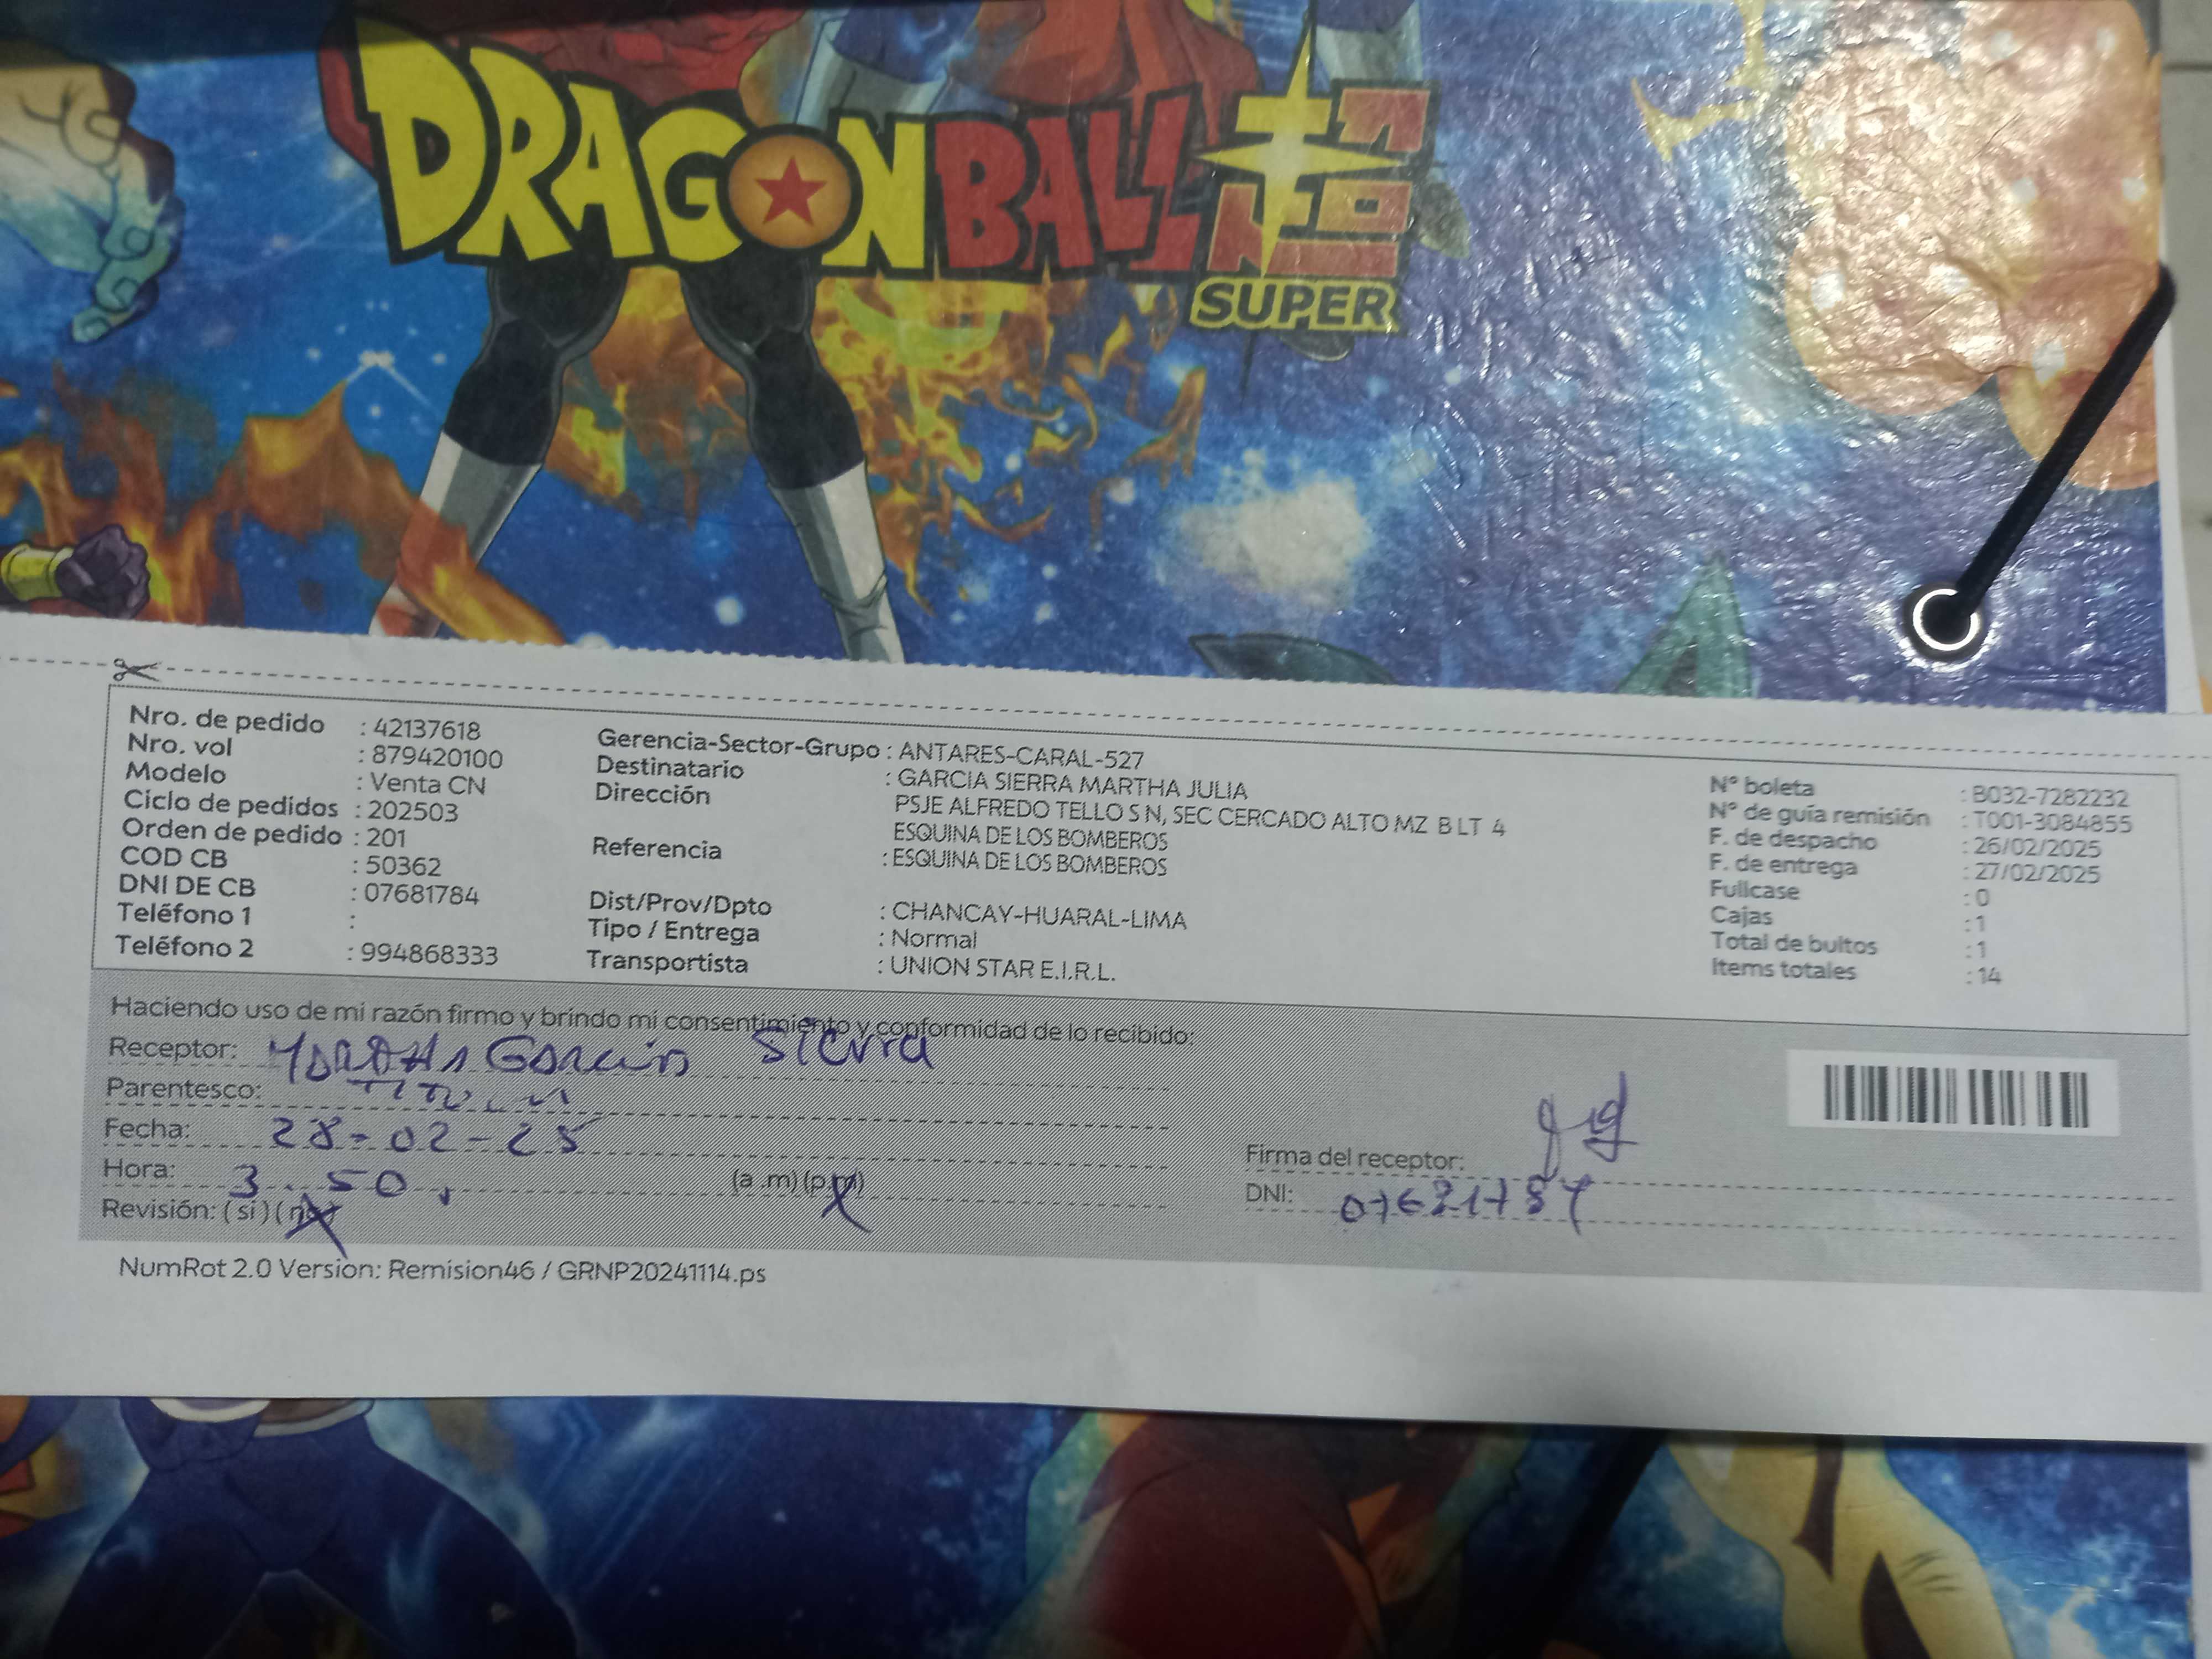 DRAGON BALL 超
SUPER
Nro. de pedido : 42137618
Nro. vol : 879420100
Modelo : Venta CN
Ciclo de pedidos : 202503
Orden de pedido : 201
COD CB : 50362
DNI DE CB : 07681784
Teléfono 1 :
Teléfono 2 : 994868333
Gerencia-Sector-Grupo : ANTARES-CARAL-527
Destinatario : GARCIA SIERRA MARTHA JULIA
Dirección PSJE ALFREDO TELLO S N, SEC CERCADO ALTO MZ B LT 4
ESQUINA DE LOS BOMBEROS
Referencia : ESQUINA DE LOS BOMBEROS
Dist/Prov/Dpto : CHANCAY-HUARAL-LIMA
Tipo / Entrega : Normal
Transportista : UNION STAR E.I.R.L.
N° boleta : B032-7282232
N° de guía remisión : T001-3084855
F. de despacho : 26/02/2025
F. de entrega : 27/02/2025
Fullcase : 0
Cajas : 1
Total de bultos : 1
Items totales : 14
Haciendo uso de mi razón firmo y brindo mi consentimiento y conformidad de lo recibido:
Receptor: Martha Garcia Sierra
Parentesco:
Fecha: 28-02-25
Hora: 3.50 (a .m) (p.m)
Revisión: ( si ) ( no )
Firma del receptor:
DNI: 07681784
NumRot 2.0 Version: Remision46 / GRNP20241114.ps